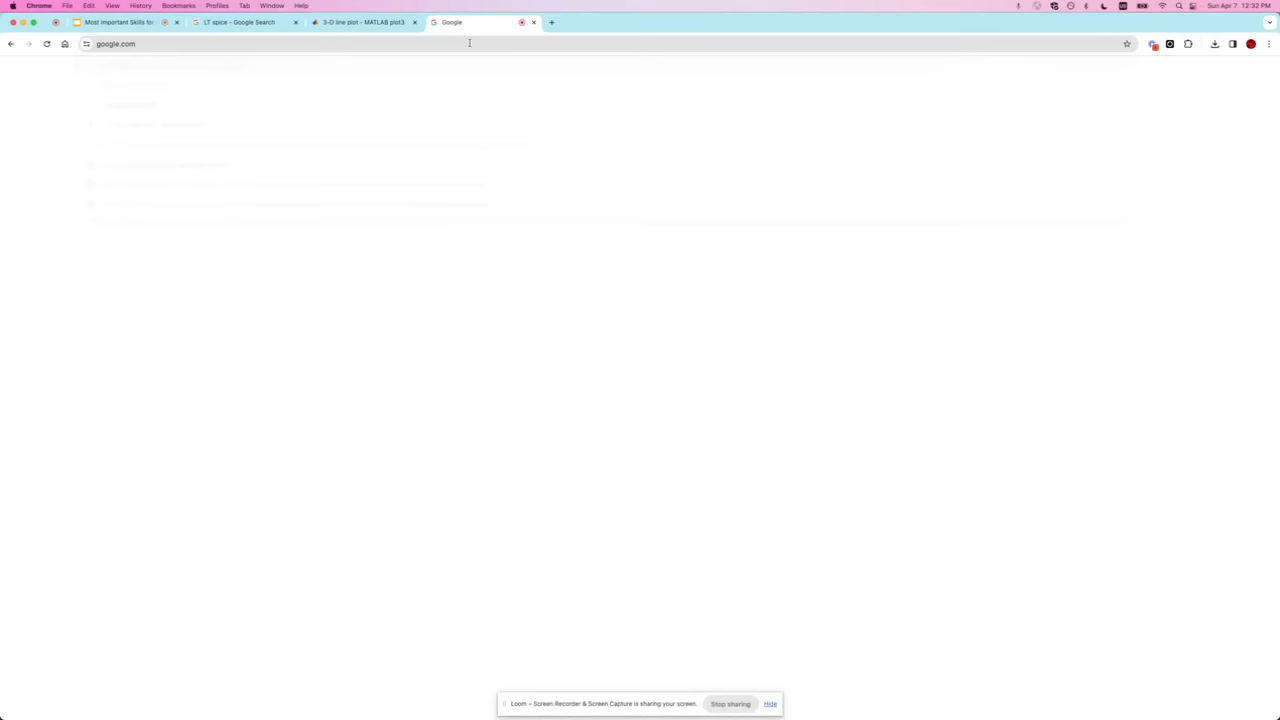 Chrome File Edit View History Bookmarks Profiles Tab Window Help Sun Apr 7 12:32 PM
Most Important Skills for LT spice - Google Search 3-D line plot - MATLAB plot3 Google
google.com
Loom – Screen Recorder & Screen Capture is sharing your screen. Stop sharing Hide